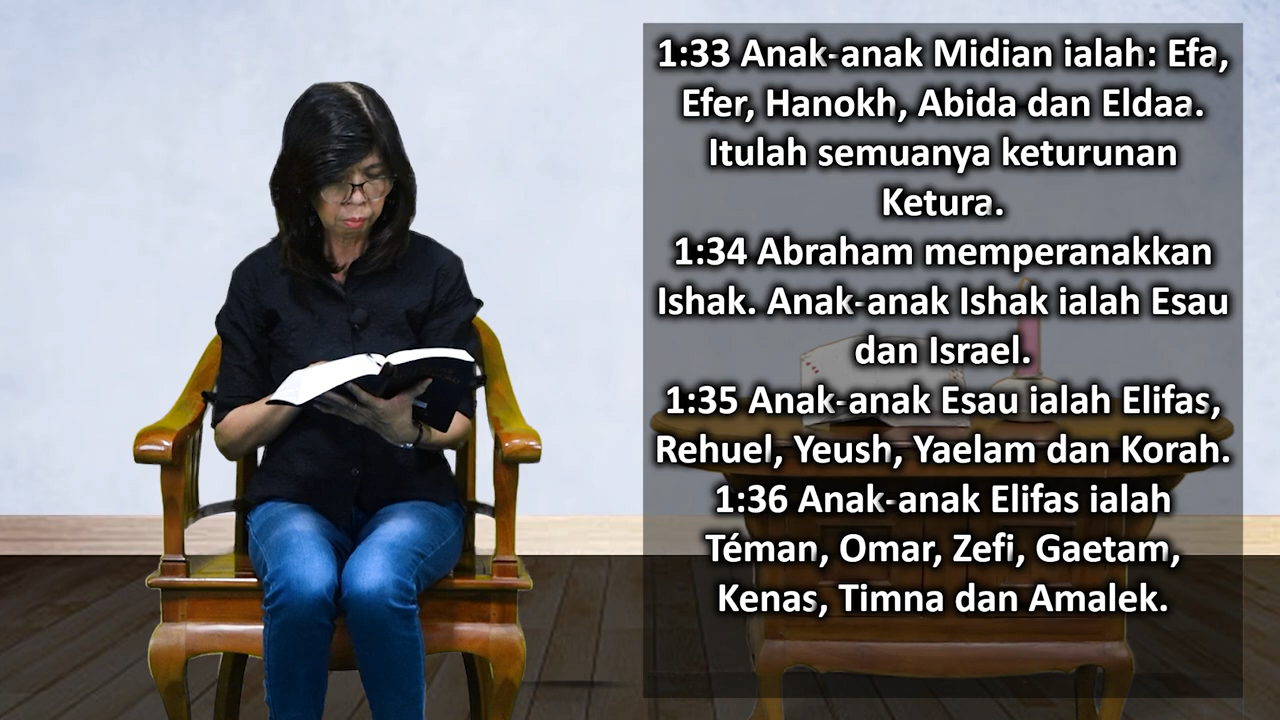 1:33 Anak-anak Midian ialah: Efa,
Efer, Hanokh, Abida dan Eldaa.
Itulah semuanya keturunan
Ketura.
1:34 Abraham memperanakkan
Ishak. Anak-anak Ishak ialah Esau
dan Israel.
1:35 Anak-anak Esau ialah Elifas,
Rehuel, Yeush, Yaelam dan Korah.
1:36 Anak-anak Elifas ialah
Téman, Omar, Zefi, Gaetam,
Kenas, Timna dan Amalek.